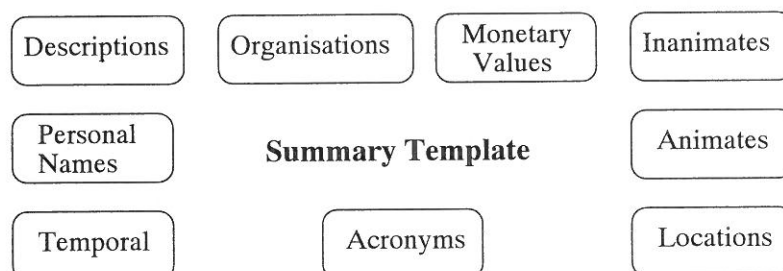 Descriptions
Organisations
Monetary
Values
Inanimates
Personal
Names
Summary Template
Animates
Temporal
Acronyms
Locations